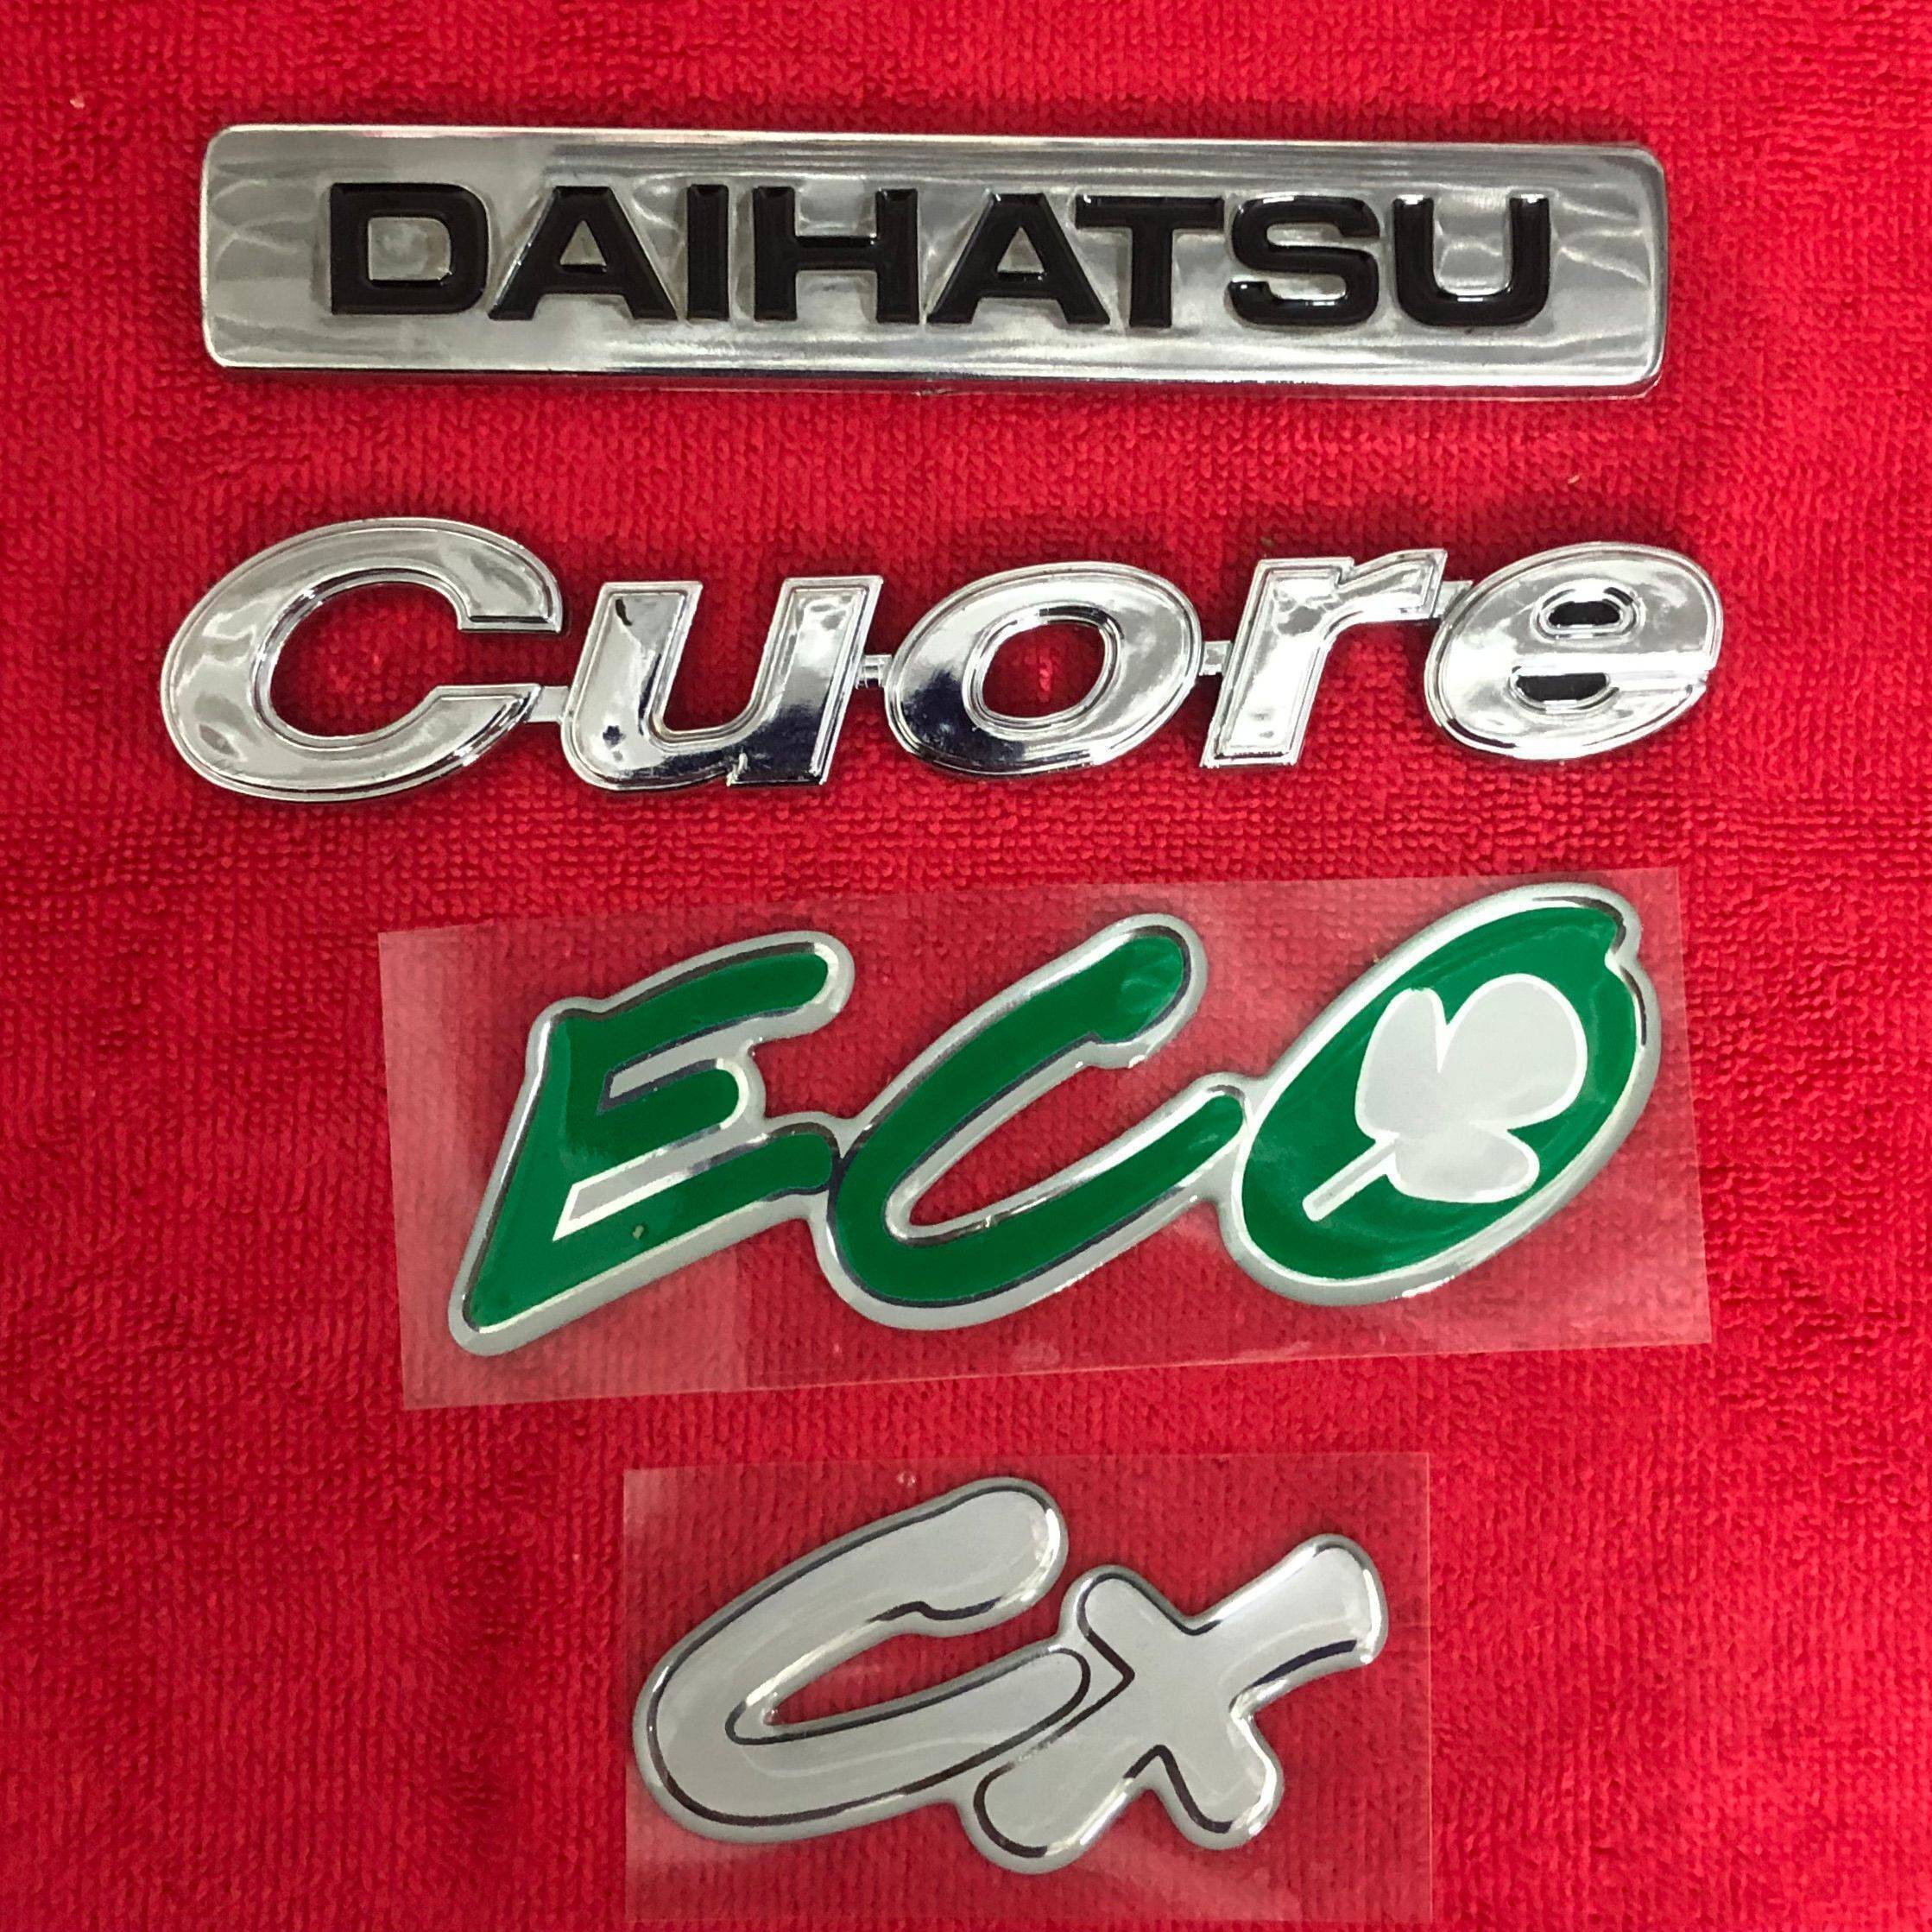 DAIHATSU
Cuore
ECO
Cx